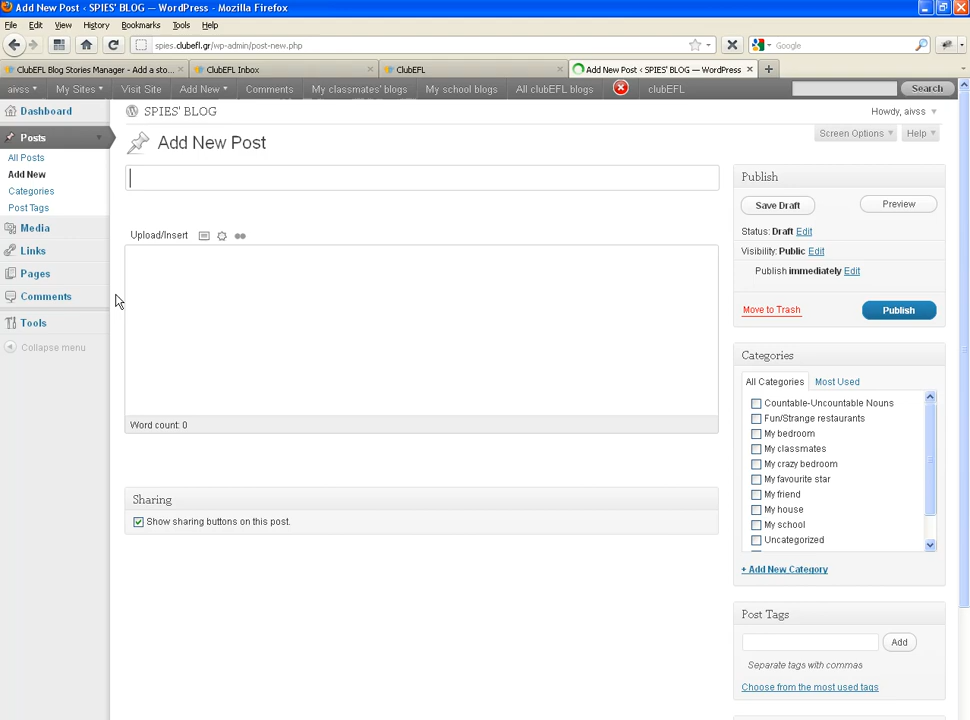 Add New Post ‹ SPIES' BLOG — WordPress - Mozilla Firefox
File Edit View History Bookmarks Tools Help
spies.clubefl.gr/wp-admin/post-new.php
Google
ClubEFL Blog Stories Manager - Add a sto...
ClubEFL Inbox
ClubEFL
Add New Post ‹ SPIES' BLOG — WordPress
aivss My Sites Visit Site Add New Comments My classmates' blogs My school blogs All clubEFL blogs clubEFL Search
Dashboard
SPIES' BLOG
Howdy, aivss
Posts
Add New Post
Screen Options Help
All Posts
Add New
Categories
Post Tags
Media
Links
Pages
Comments
Tools
Collapse menu
Upload/Insert
Word count: 0
Sharing
Show sharing buttons on this post.
Publish
Save Draft Preview
Status: Draft Edit
Visibility: Public Edit
Publish immediately Edit
Move to Trash Publish
Categories
All Categories Most Used
Countable-Uncountable Nouns
Fun/Strange restaurants
My bedroom
My classmates
My crazy bedroom
My favourite star
My friend
My house
My school
Uncategorized
+ Add New Category
Post Tags
Add
Separate tags with commas
Choose from the most used tags